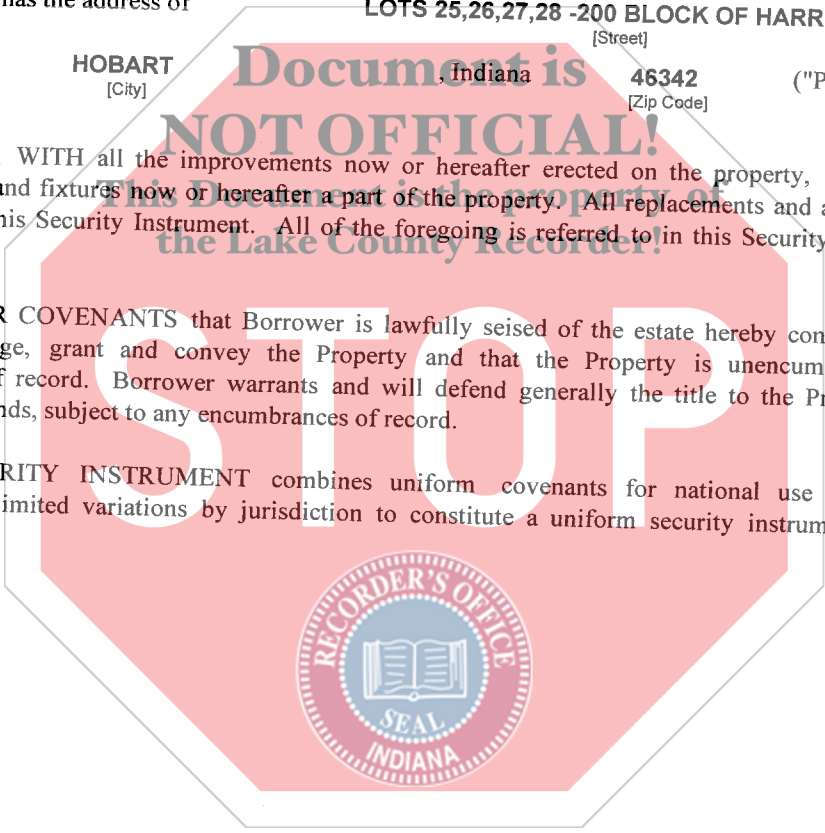 has the address of
LOTS 25,26,27,28 -200 BLOCK OF HARR
[Street]
HOBART , Indiana 46342 ("P
[City] [Zip Code]
WITH all the improvements now or hereafter erected on the property,
and fixtures now or hereafter a part of the property. All replacements and a
his Security Instrument. All of the foregoing is referred to in this Security
R COVENANTS that Borrower is lawfully seised of the estate hereby con
ge, grant and convey the Property and that the Property is unencum
f record. Borrower warrants and will defend generally the title to the Pr
nds, subject to any encumbrances of record.
RITY INSTRUMENT combines uniform covenants for national use
imited variations by jurisdiction to constitute a uniform security instrum
Document is
NOT OFFICIAL!
This Document is the property of
the Lake County Recorder!
STOP
RECORDER'S OFFICE
SEAL
INDIANA